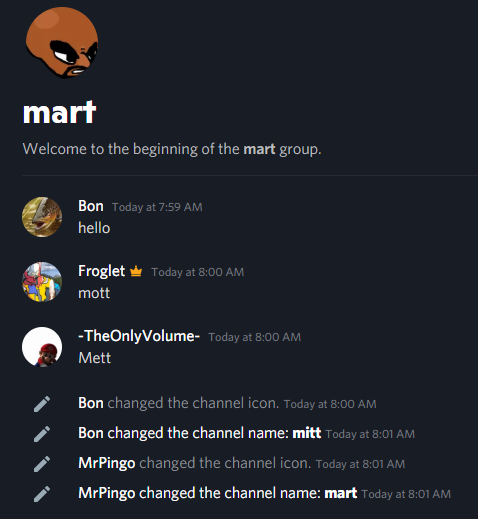 mart
Welcome to the beginning of the mart group.
Bon Today at 7:59 AM
hello
Froglet Today at 8:00 AM
mott
-TheOnlyVolume- Today at 8:00 AM
Mett
Bon changed the channel icon. Today at 8:00 AM
Bon changed the channel name: mitt Today at 8:01 AM
MrPingo changed the channel icon. Today at 8:01 AM
MrPingo changed the channel name: mart Today at 8:01 AM